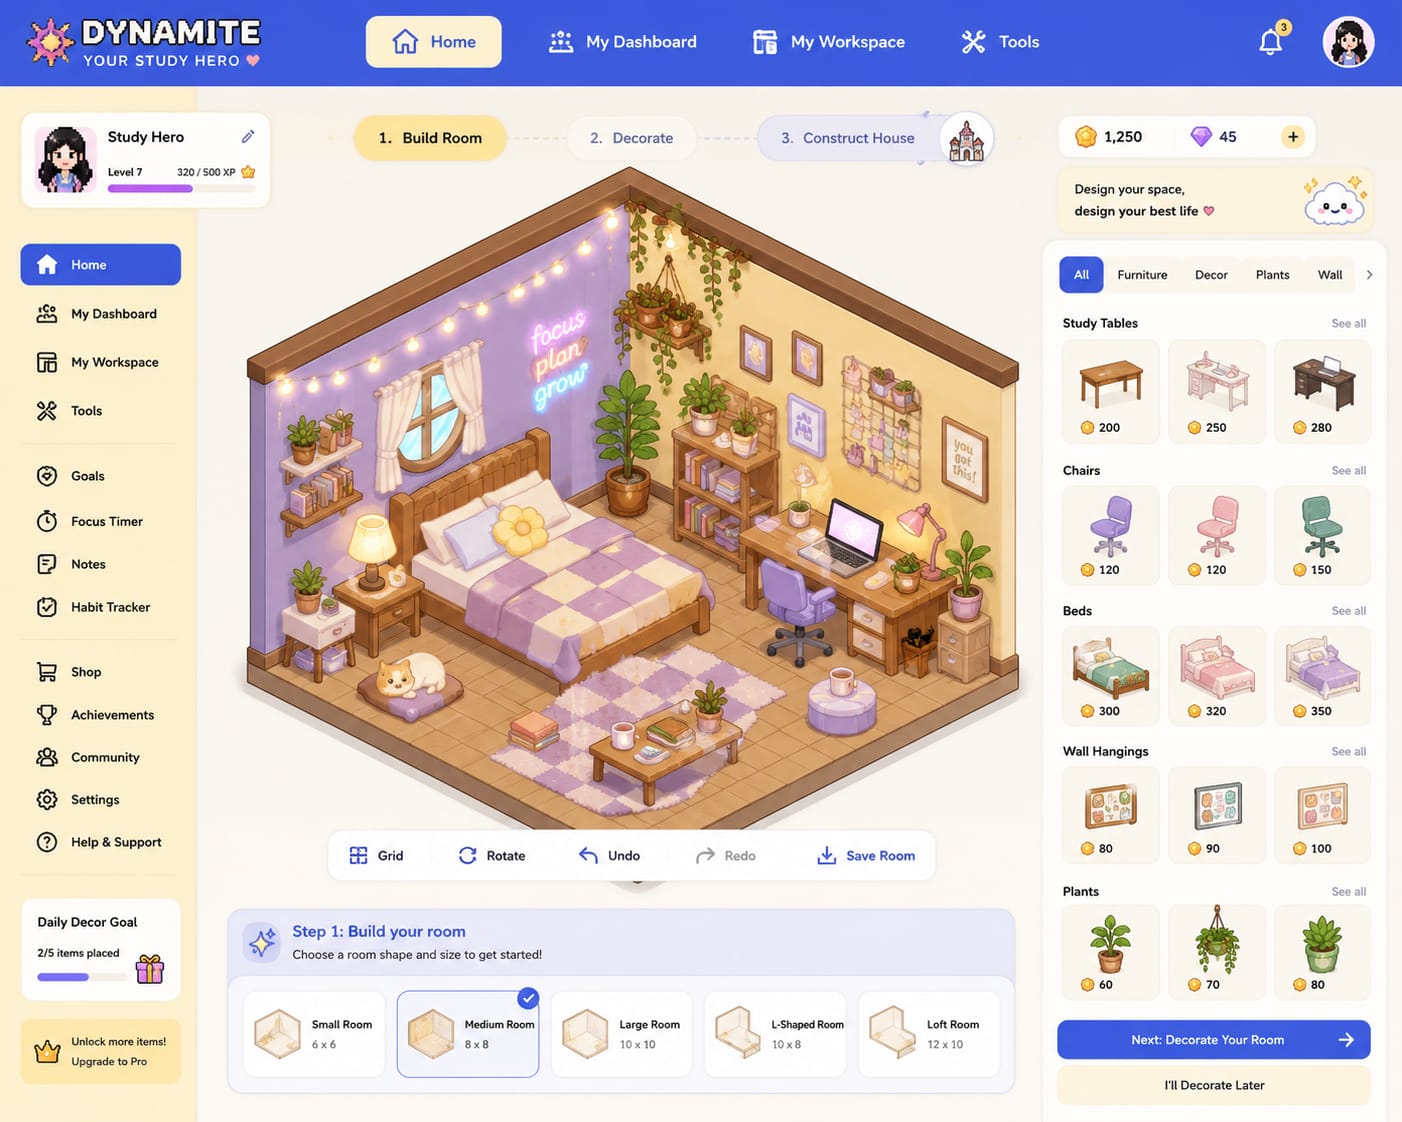 DYNAMITE
YOUR STUDY HERO
Home
My Dashboard
My Workspace
Tools
3
Study Hero
Level 7
320 / 500 XP
1. Build Room
2. Decorate
3. Construct House
1,250
45
+
Design your space,
design your best life
Home
My Dashboard
My Workspace
Tools
Goals
Focus Timer
Notes
Habit Tracker
Shop
Achievements
Community
Settings
Help & Support
Daily Decor Goal
2/5 items placed
Unlock more items!
Upgrade to Pro
focus
plan
grow
you
got
this!
Grid
Rotate
Undo
Redo
Save Room
Step 1: Build your room
Choose a room shape and size to get started!
Small Room
6 x 6
Medium Room
8 x 8
Large Room
10 x 10
L-Shaped Room
10 x 8
Loft Room
12 x 10
All
Furniture
Decor
Plants
Wall
Study Tables
See all
200
250
280
Chairs
See all
120
120
150
Beds
See all
300
320
350
Wall Hangings
See all
80
90
100
Plants
See all
60
70
80
Next: Decorate Your Room
I'll Decorate Later